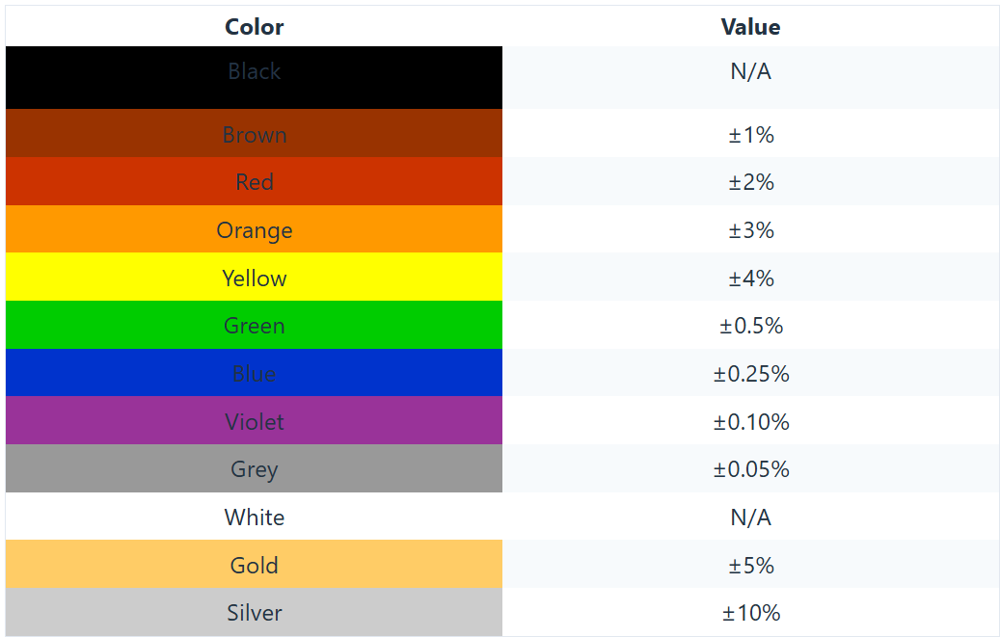 Color Value
Black N/A
Brown ±1%
Red ±2%
Orange ±3%
Yellow ±4%
Green ±0.5%
Blue ±0.25%
Violet ±0.10%
Grey ±0.05%
White N/A
Gold ±5%
Silver ±10%